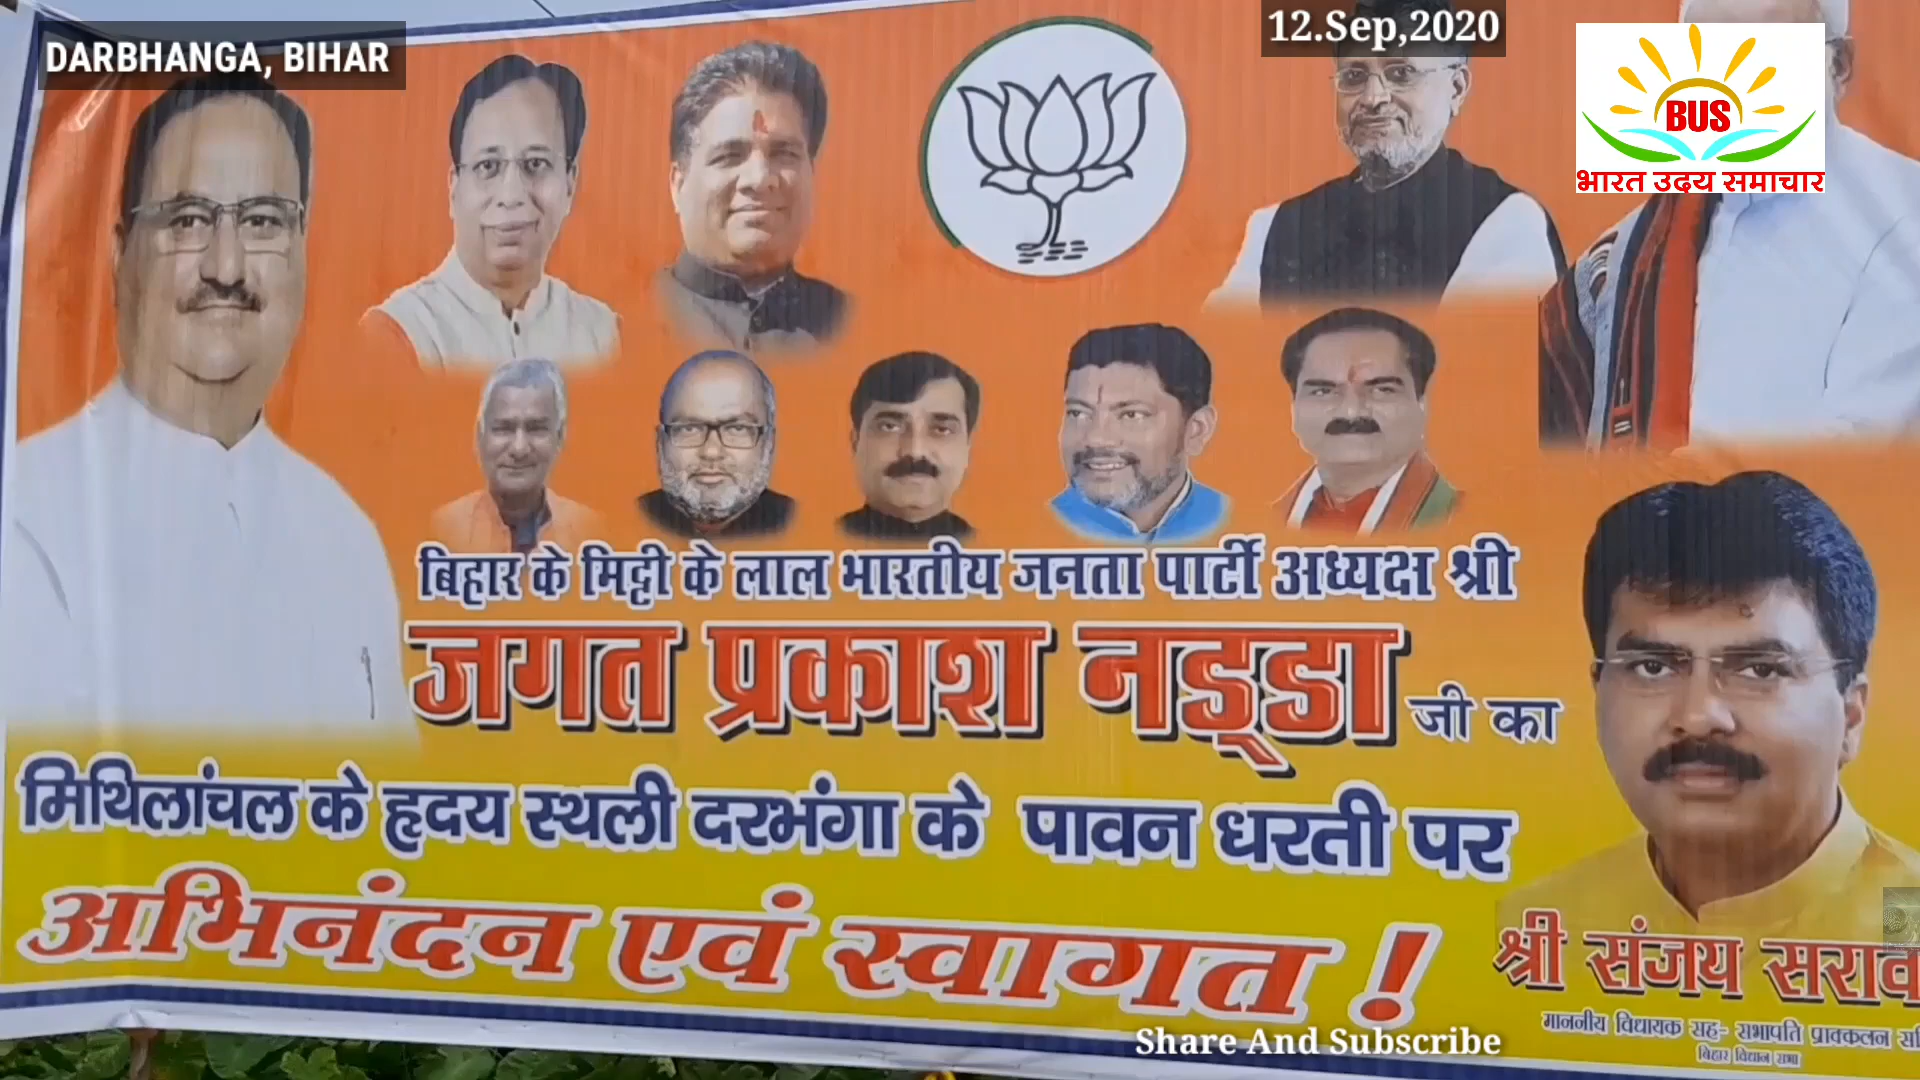 DARBHANGA, BIHAR
12.Sep,2020
BUS
भारत उदय समाचार
बिहार के मिट्टी के लाल भारतीय जनता पार्टी अध्यक्ष श्री
जगत प्रकाश नड्डा जी का
मिथिलांचल के हृदय स्थली दरभंगा के पावन धरती पर
अभिनंदन एवं स्वागत !
श्री संजय सराव
माननीय विधायक सह- सभापति प्राक्कलन
बिहार विधान सभा
Share And Subscribe